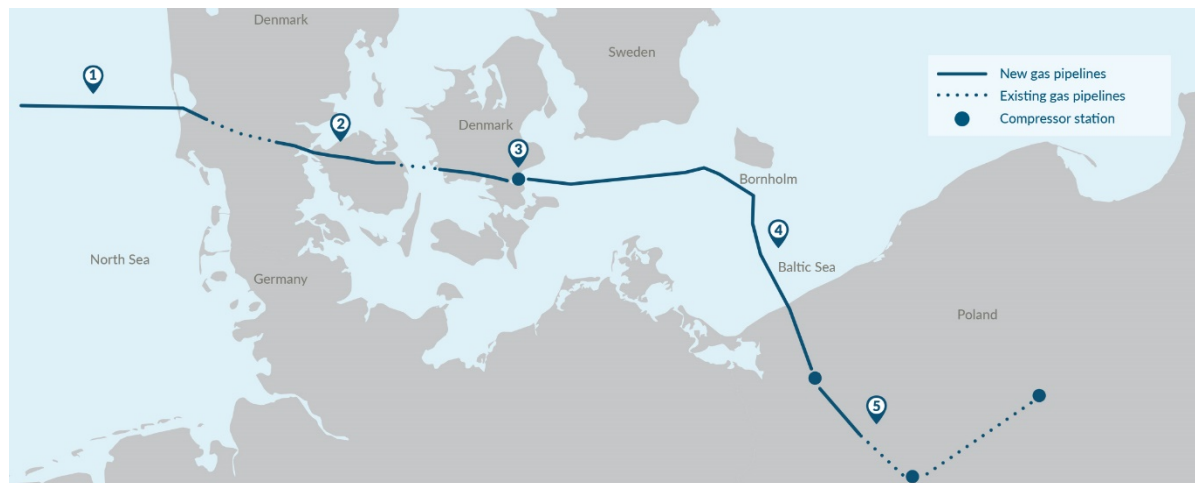 Denmark
Sweden
1
New gas pipelines
Existing gas pipelines
Compressor station
2
Denmark
3
Bornholm
4
North Sea
Germany
Baltic Sea
Poland
5